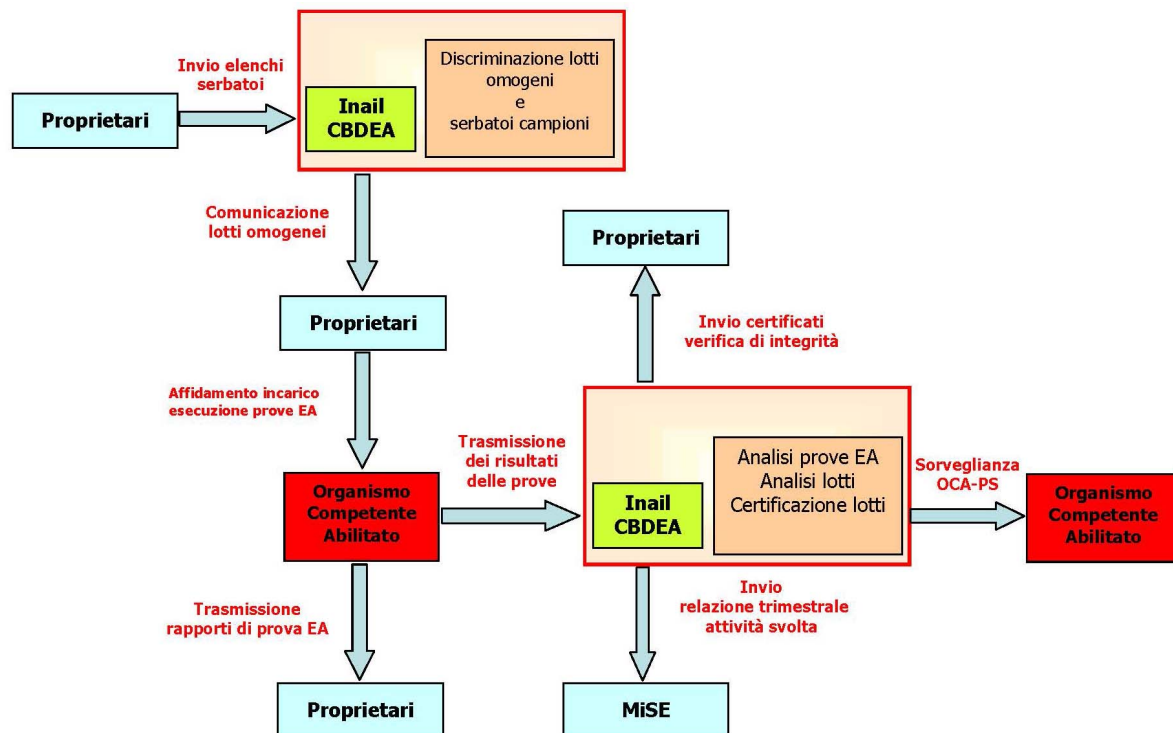 Invio elenchi
serbatoi
Proprietari
Inail
CBDEA
Discriminazione lotti
omogeni
e
serbatoi campioni
Comunicazione
lotti omogenei
Proprietari
Proprietari
Invio certificati
verifica di integrità
Affidamento incarico
esecuzione prove EA
Organismo
Competente
Abilitato
Trasmissione
dei risultati
delle prove
Inail
CBDEA
Analisi prove EA
Analisi lotti
Certificazione lotti
Sorveglianza
OCA-PS
Organismo
Competente
Abilitato
Trasmissione
rapporti di prova EA
Invio
relazione trimestrale
attività svolta
Proprietari
MiSE